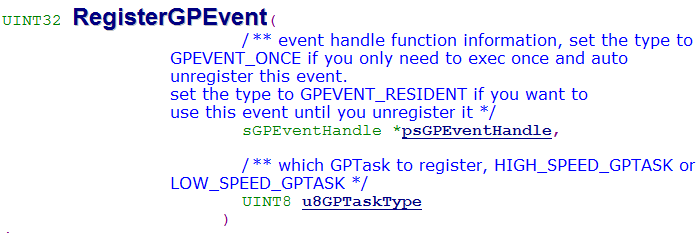 UINT32 RegisterGPEvent(
/** event handle function information, set the type to
GPEVENT_ONCE if you only need to exec once and auto
unregister this event.
set the type to GPEVENT_RESIDENT if you want to
use this event until you unregister it */
sGPEventHandle *psGPEventHandle,
/** which GPTask to register, HIGH_SPEED_GPTASK or
LOW_SPEED_GPTASK */
UINT8 u8GPTaskType
)